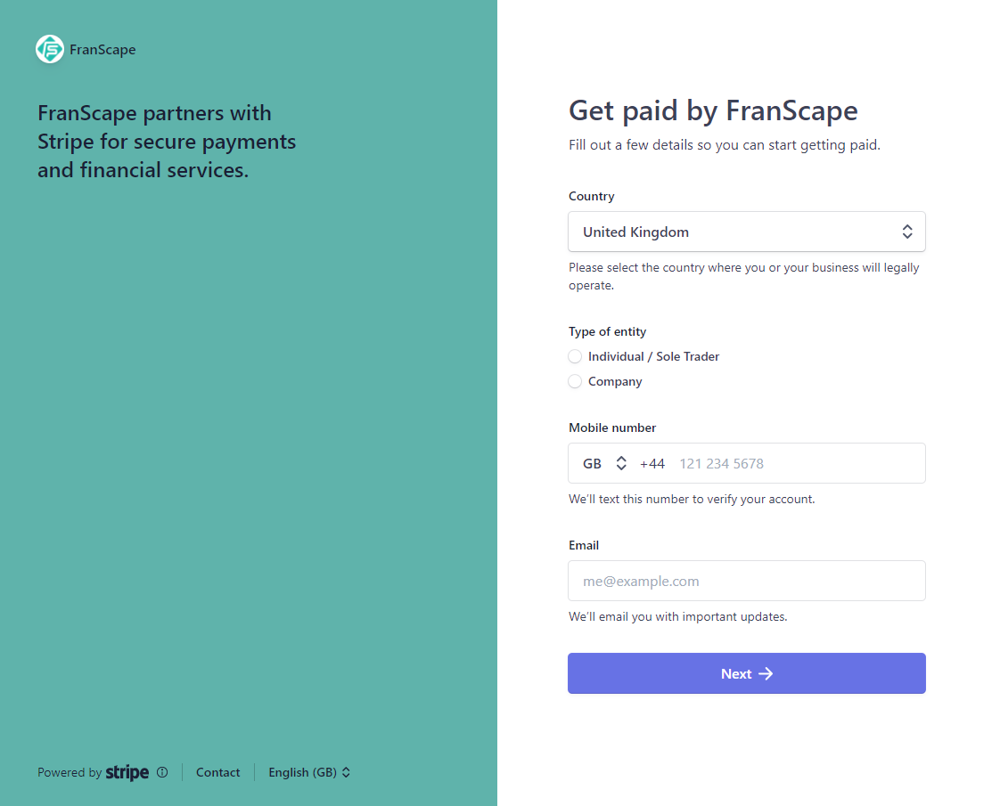 FranScape
FranScape partners with
Stripe for secure payments
and financial services.
Get paid by FranScape
Fill out a few details so you can start getting paid.
Country
United Kingdom
Please select the country where you or your business will legally
operate.
Type of entity
Individual / Sole Trader
Company
Mobile number
GB +44 121 234 5678
We'll text this number to verify your account.
Email
me@example.com
We'll email you with important updates.
Next →
Powered by stripe Contact English (GB)